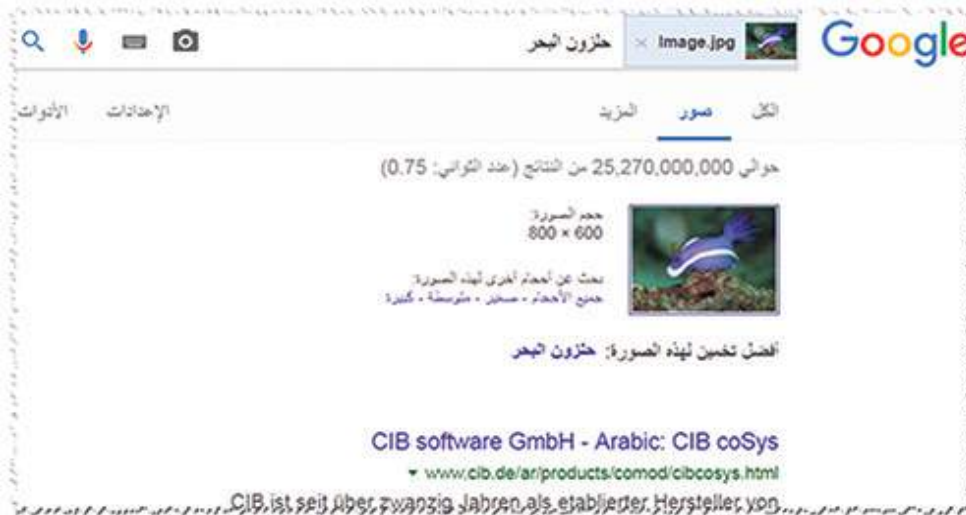 Google
Image.jpg × حلزون البحر
الكل صور المزيد الإعدادات الأدوات
حوالي 25,270,000,000 من النتائج (عدد الثواني: 0.75)
حجم الصورة:
800 × 600
بحث عن أحجام أخرى لهذه الصورة:
جميع الأحجام - صغير - متوسطة - كبيرة
أفضل تخمين لهذه الصورة: حلزون البحر
CIB software GmbH - Arabic: CIB coSys
www.cib.de/ar/products/comod/cibcosys.html
CIB ist seit über zwanzig Jahren als etablierter Hersteller von